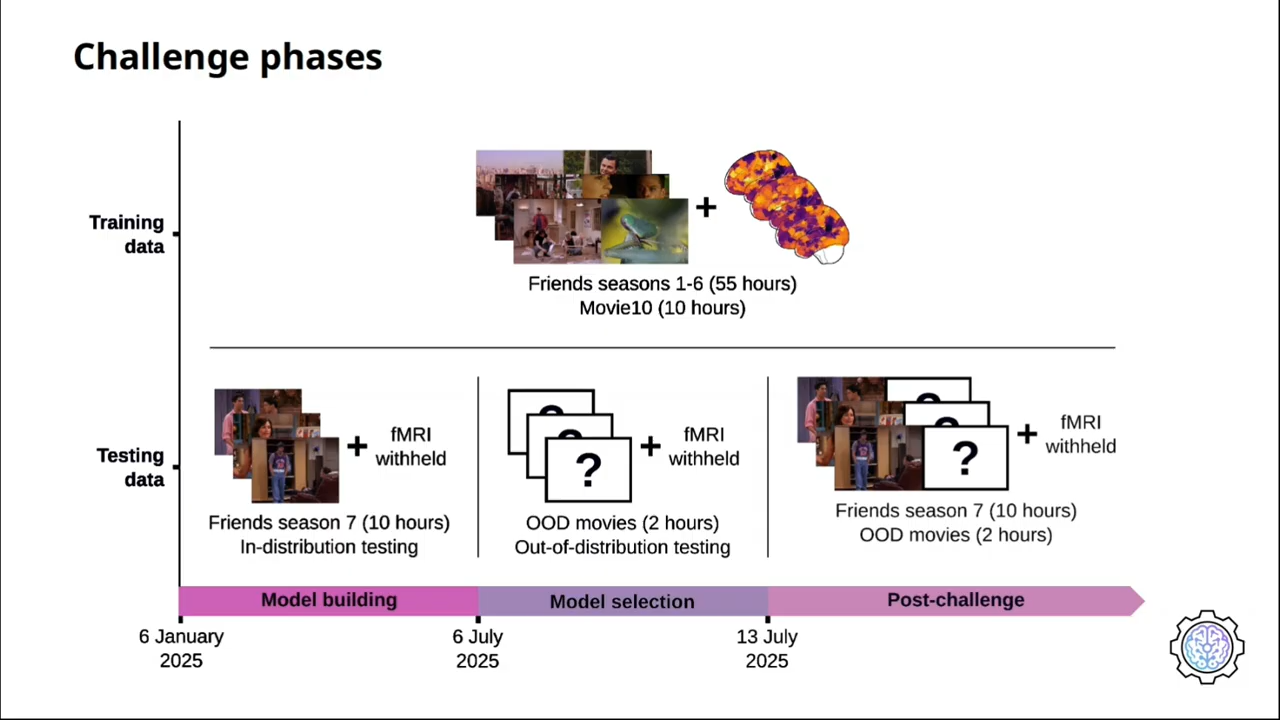 Challenge phases
Training
data
+
Friends seasons 1-6 (55 hours)
Movie10 (10 hours)
Testing
data
+
fMRI
withheld
Friends season 7 (10 hours)
In-distribution testing
?
?
?
+
fMRI
withheld
OOD movies (2 hours)
Out-of-distribution testing
?
?
?
+
fMRI
withheld
Friends season 7 (10 hours)
OOD movies (2 hours)
Model building
Model selection
Post-challenge
6 January
2025
6 July
2025
13 July
2025